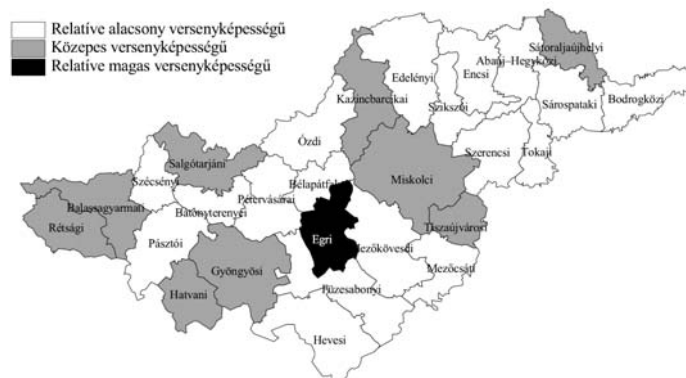 Relatíve alacsony versenyképességű
Közepes versenyképességű
Relatíve magas versenyképességű
Sátoraljaújhelyi
Abaúj–Hegyközi
Encsi
Edelényi
Kazincbarcikai
Szikszói
Sárospataki
Bodrogközi
Ózdi
Szerencsi
Tokaji
Salgótarjáni
Miskolci
Szécsényi
Bélapátfalvai
Pétervásárai
Balassagyarmati
Bátonyterenyei
Rétsági
Tiszaújvárosi
Egri
Pásztói
Mezőkövesdi
Gyöngyösi
Mezőcsáti
Hatvani
Füzesabonyi
Hevesi